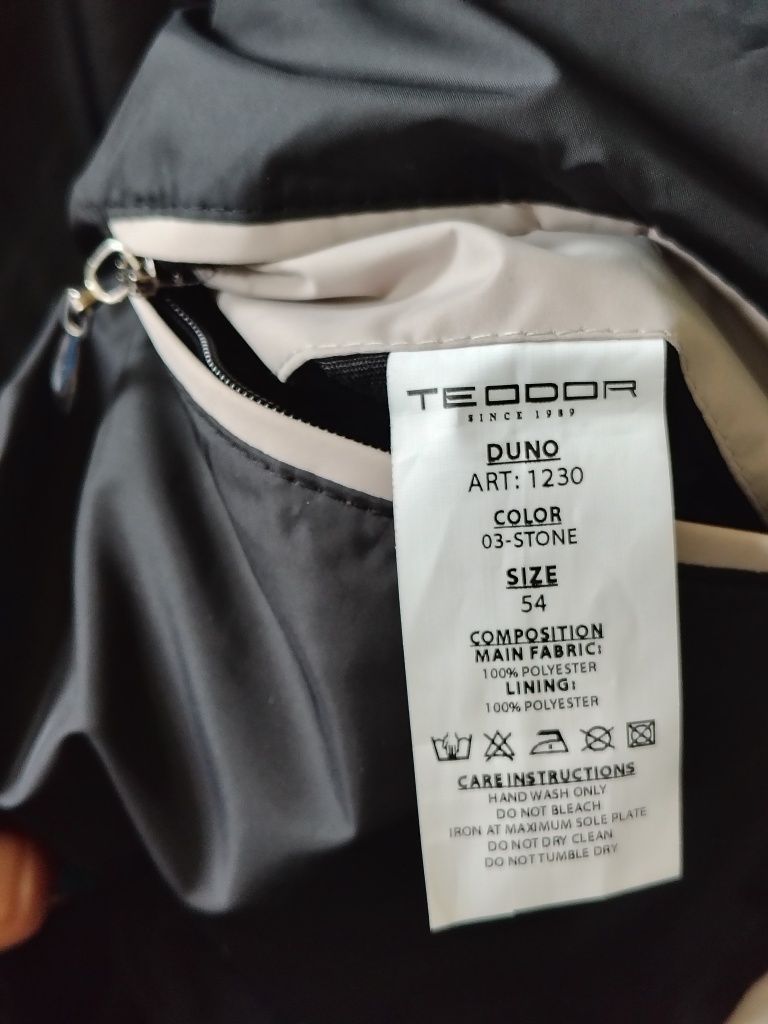 TEODOR
SINCE 1989
DUNO
ART: 1230
COLOR
03-STONE
SIZE
54
COMPOSITION
MAIN FABRIC:
100% POLYESTER
LINING:
100% POLYESTER
CARE INSTRUCTIONS
HAND WASH ONLY
DO NOT BLEACH
IRON AT MAXIMUM SOLE PLATE
DO NOT DRY CLEAN
DO NOT TUMBLE DRY